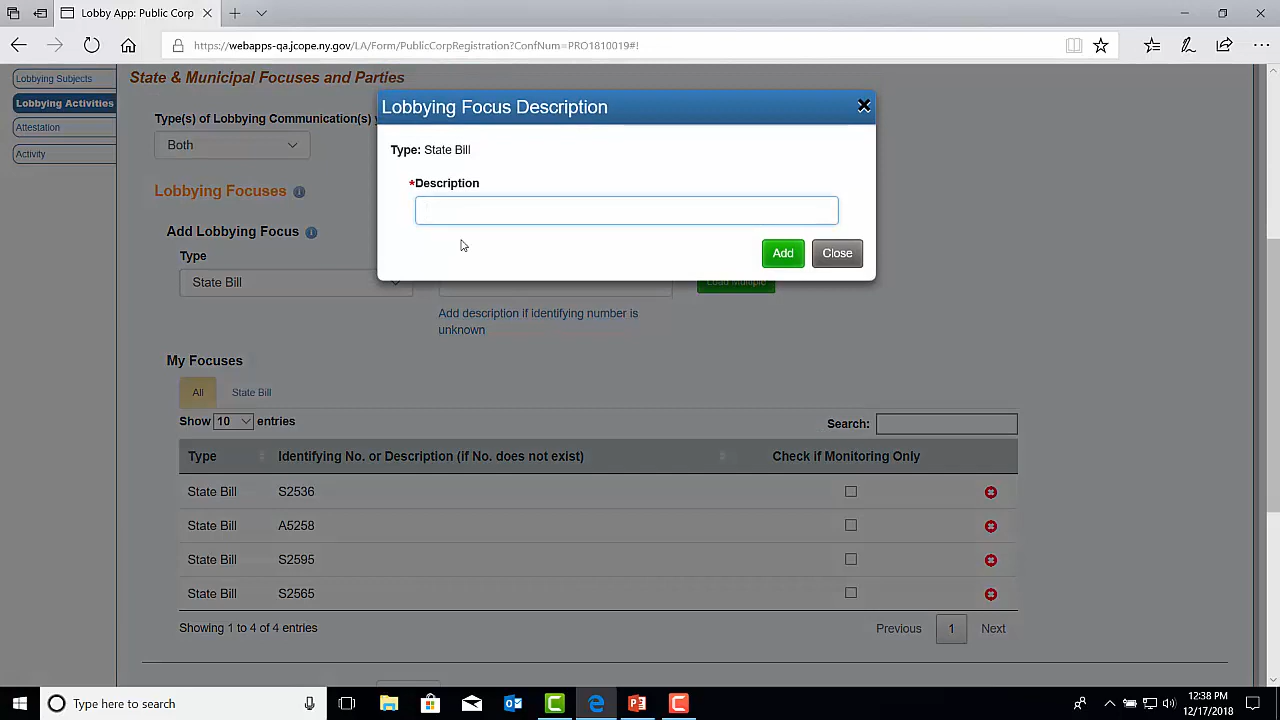 Lobby App: Public Corp
https://webapps-qa.jcope.ny.gov/LA/Form/PublicCorpRegistration?ConfNum=PRO1810019#!
Lobbying Subjects
Lobbying Activities
Attestation
Activity
State & Municipal Focuses and Parties
Type(s) of Lobbying Communication(s) y
Both
Lobbying Focuses
Add Lobbying Focus
Type
State Bill
Load Multiple
Add description if identifying number is
unknown
Lobbying Focus Description
Type: State Bill
*Description
Add Close
My Focuses
All State Bill
Show 10 entries
Search:
Type Identifying No. or Description (if No. does not exist) Check if Monitoring Only
State Bill S2536
State Bill A5258
State Bill S2595
State Bill S2565
Showing 1 to 4 of 4 entries
Previous 1 Next
Type here to search
12:38 PM
12/17/2018